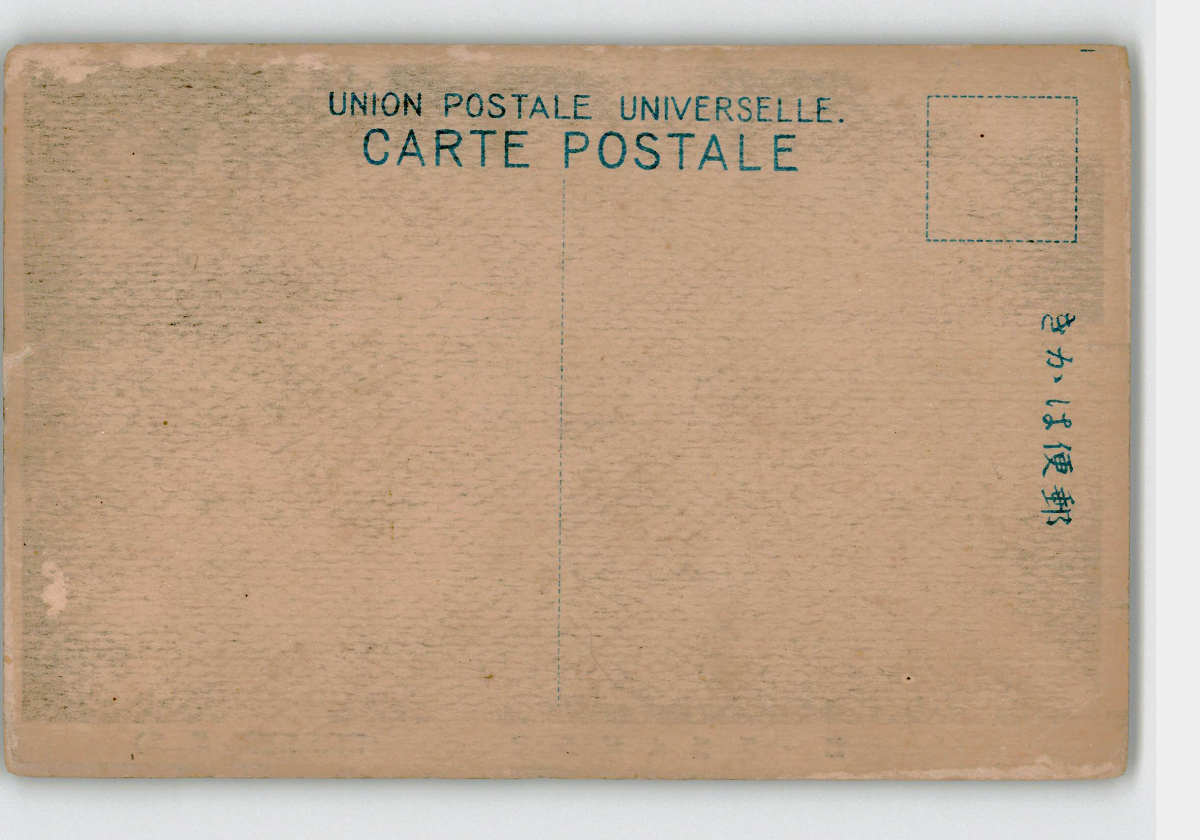 UNION POSTALE UNIVERSELLE.
CARTE POSTALE
郵便はかき